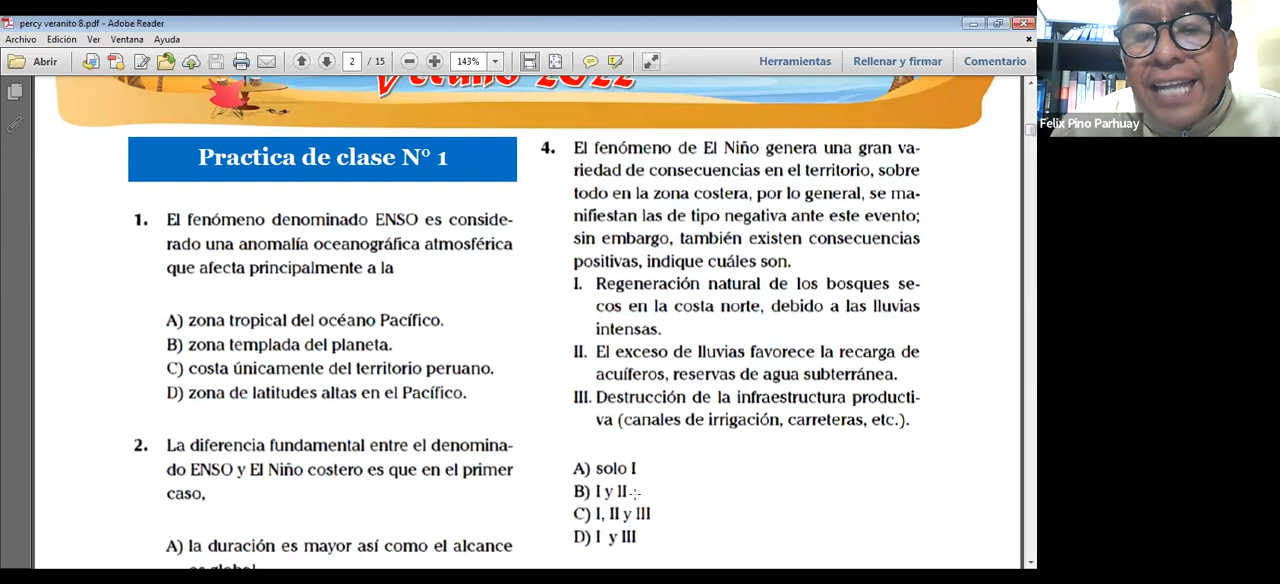 percy veranito 8.pdf - Adobe Reader
Archivo Edición Ver Ventana Ayuda
Abrir
2 / 15
143%
Herramientas
Rellenar y firmar
Comentario
Verano 2022
Felix Pino Parhuay
Practica de clase N° 1
1. El fenómeno denominado ENSO es conside-
rado una anomalía oceanográfica atmosférica
que afecta principalmente a la
A) zona tropical del océano Pacífico.
B) zona templada del planeta.
C) costa únicamente del territorio peruano.
D) zona de latitudes altas en el Pacífico.
2. La diferencia fundamental entre el denomina-
do ENSO y El Niño costero es que en el primer
caso,
A) la duración es mayor así como el alcance
es global
4. El fenómeno de El Niño genera una gran va-
riedad de consecuencias en el territorio, sobre
todo en la zona costera, por lo general, se ma-
nifiestan las de tipo negativa ante este evento;
sin embargo, también existen consecuencias
positivas, indique cuáles son.
I. Regeneración natural de los bosques se-
cos en la costa norte, debido a las lluvias
intensas.
II. El exceso de lluvias favorece la recarga de
acuíferos, reservas de agua subterránea.
III. Destrucción de la infraestructura producti-
va (canales de irrigación, carreteras, etc.).
A) solo I
B) I y II
C) I, II y III
D) I y III